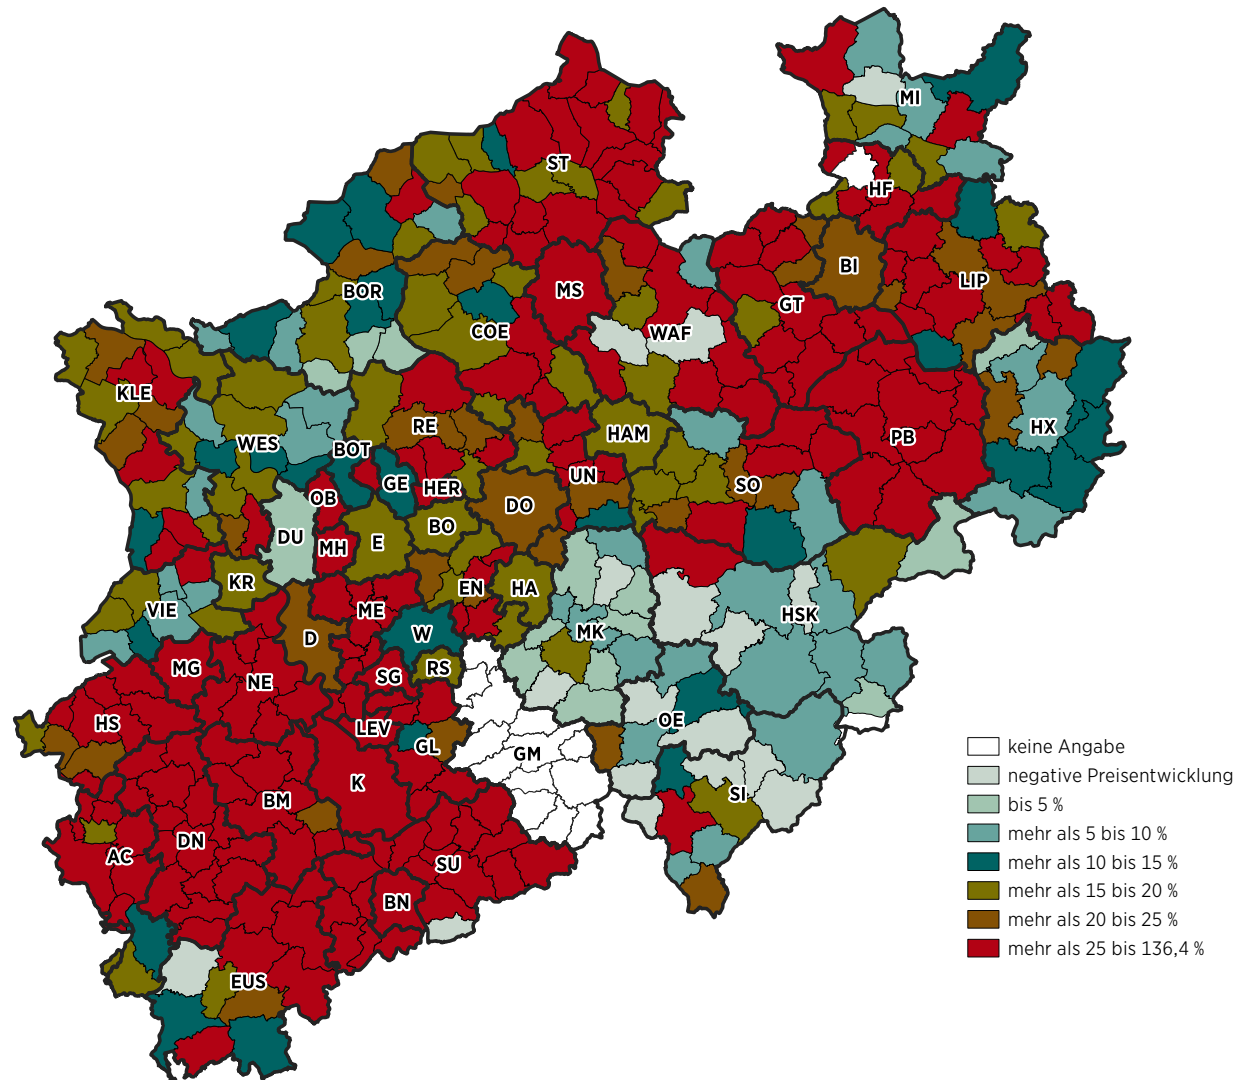 MI
ST
HF
BI
LIP
BOR
MS
GT
COE
WAF
KLE
RE
HAM
HX
WES
PB
BOT
GE
HER
UN
SO
OB
DO
DU
BO
MH
E
KR
EN
HA
VIE
ME
HSK
D
W
MK
MG
RS
NE
SG
HS
OE
LEV
GL
GM
K
SI
BM
DN
AC
SU
BN
EUS
keine Angabe
negative Preisentwicklung
bis 5 %
mehr als 5 bis 10 %
mehr als 10 bis 15 %
mehr als 15 bis 20 %
mehr als 20 bis 25 %
mehr als 25 bis 136,4 %